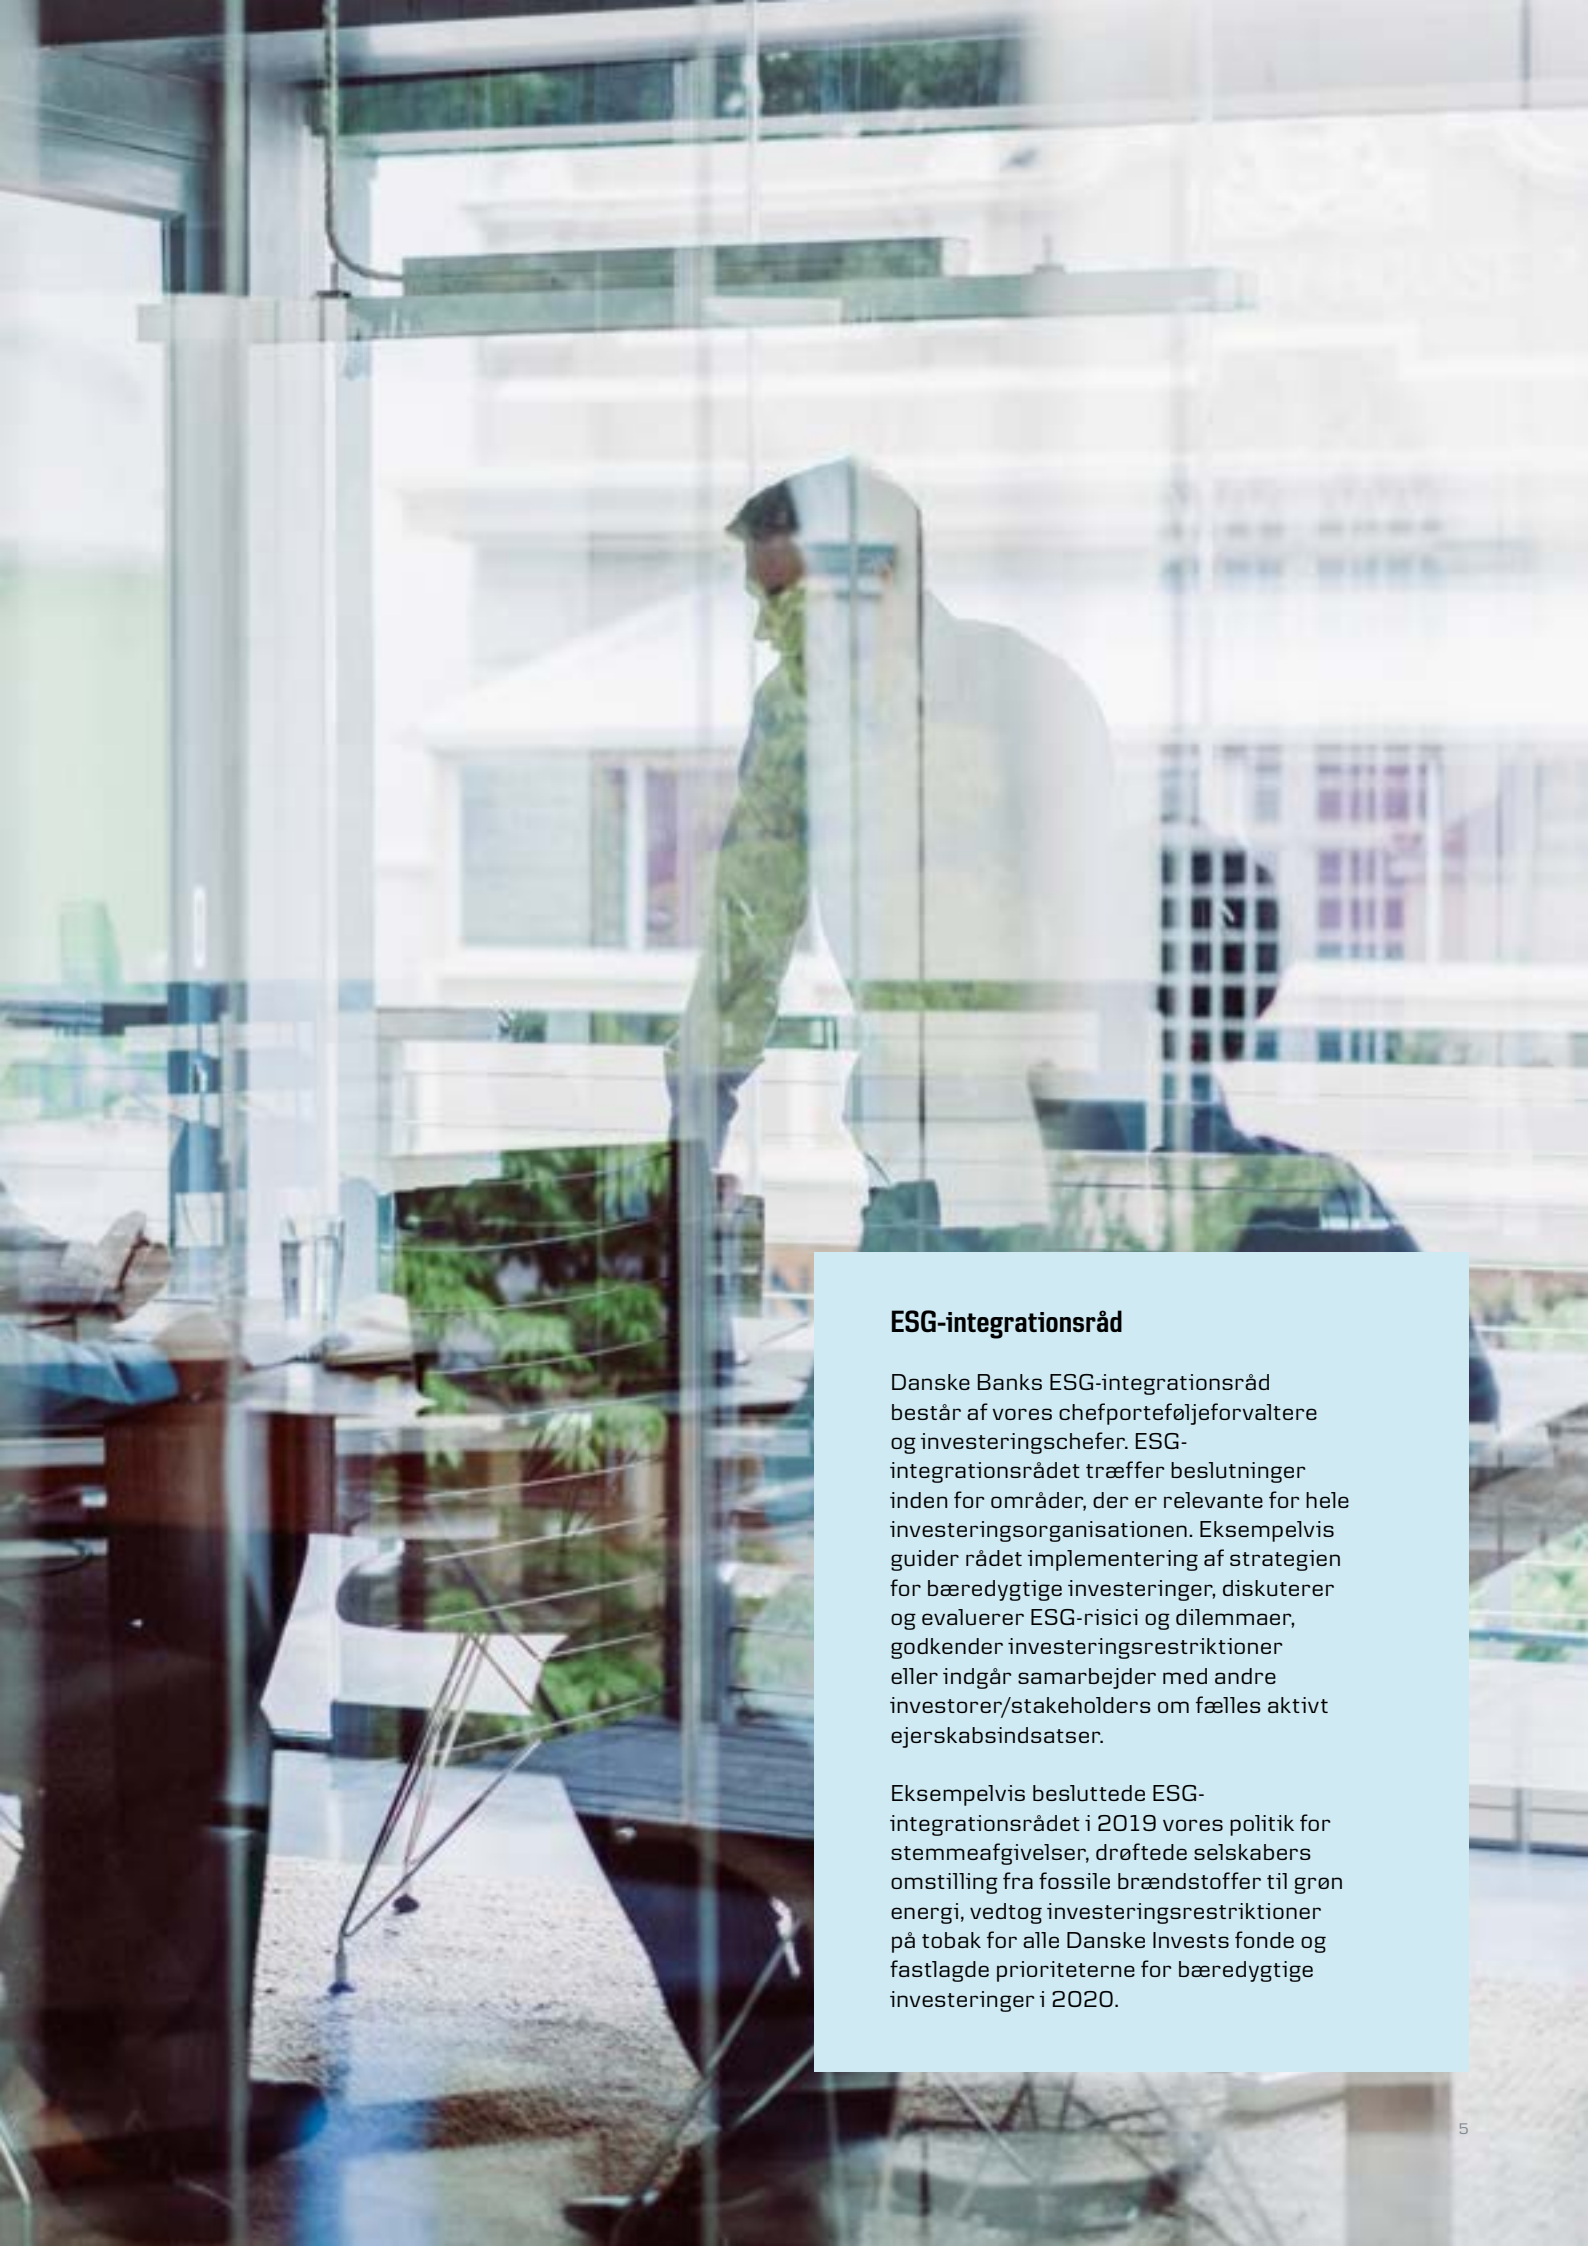 ESG-integrationsråd
Danske Banks ESG-integrationsråd
består af vores chefporteføljeforvaltere
og investeringschefer. ESG-
integrationsrådet træffer beslutninger
inden for områder, der er relevante for hele
investeringsorganisationen. Eksempelvis
guider rådet implementering af strategien
for bæredygtige investeringer, diskuterer
og evaluerer ESG-risici og dilemmaer,
godkender investeringsrestriktioner
eller indgår samarbejder med andre
investorer/stakeholders om fælles aktivt
ejerskabsindsatser.
Eksempelvis besluttede ESG-
integrationsrådet i 2019 vores politik for
stemmeafgivelser, drøftede selskabers
omstilling fra fossile brændstoffer til grøn
energi, vedtog investeringsrestriktioner
på tobak for alle Danske Invests fonde og
fastlagde prioriteterne for bæredygtige
investeringer i 2020.
5